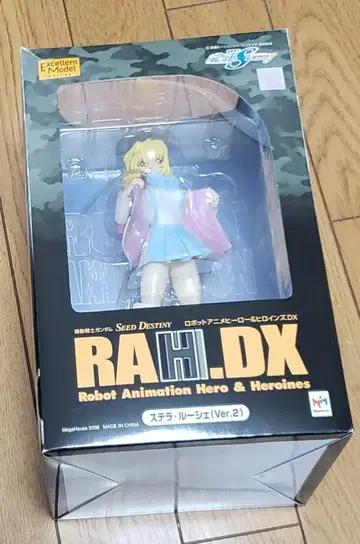 Excellent
Model
機動戦士ガンダム SEED DESTINY
ロボットアニメヒーロー&ヒロインズ.DX
RAH.DX
Robot Animation Hero & Heroines
ステラ・ルーシェ(Ver.2)
MegaHouse 2006 MADE IN CHINA
MegaHouse